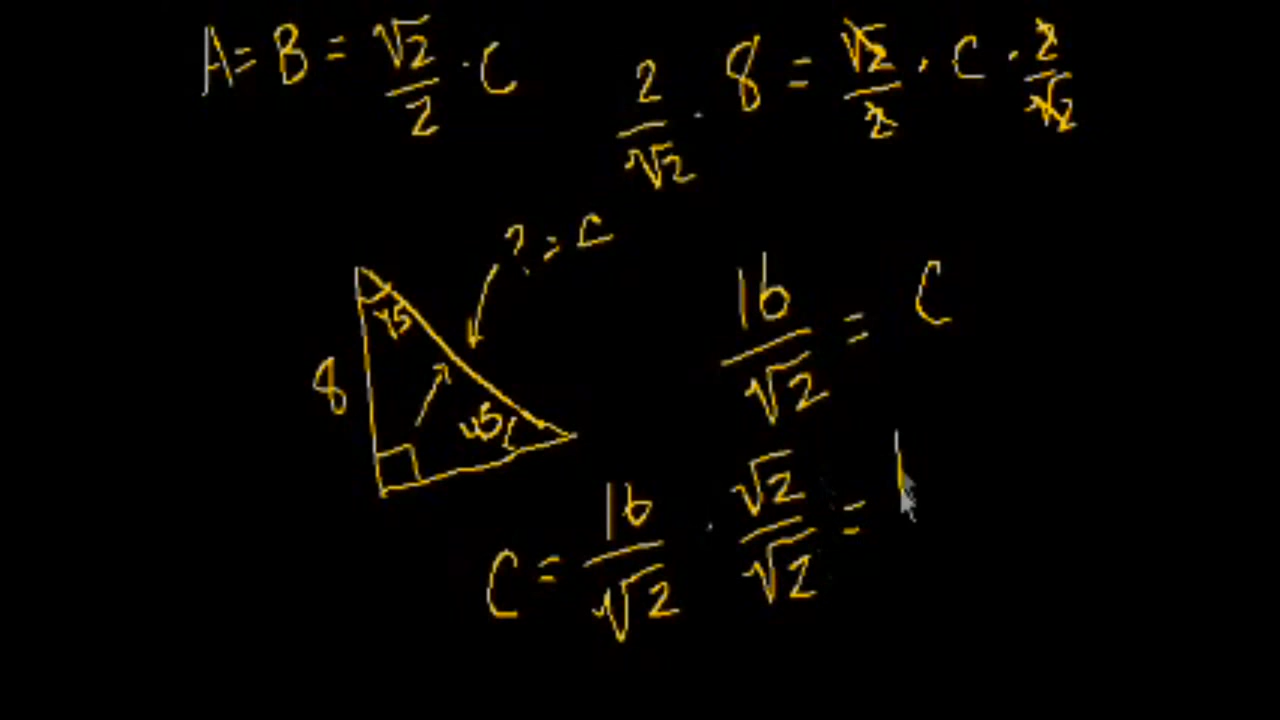 A = B = √2/2 · C
2/√2 · 8 = √2/2 · C · 2/√2
? = C
45
8
45
16/√2 = C
C = 16/√2 · √2/√2 =